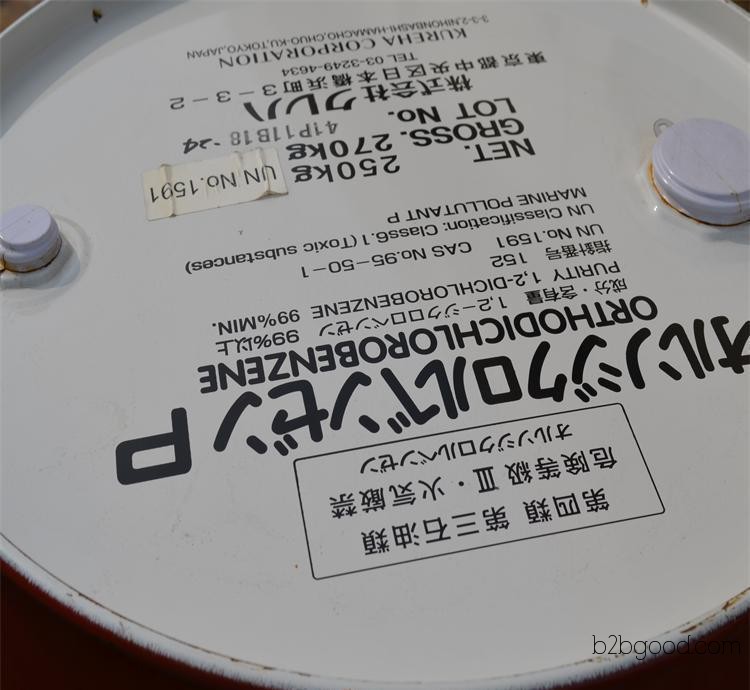 第四類 第三石油類
危険等級 Ⅲ・火気厳禁
オルソジクロルベンゼン
オルソジクロルベンゼンP
ORTHODICHLOROBENZENE
成分・含有量 1,2-ジクロロベンゼン 99%以上
PURITY 1,2-DICHLOROBENZENE 99%MIN.
指針番号 152
UN No.1591 CAS No.95-50-1
UN Classification: Class6.1(Toxic substances)
MARINE POLLUTANT P
UN No.1591
NET. 250kg
GROSS. 270kg
LOT No. 41P11B18-24
株式会社クレハ
東京都中央区日本橋浜町3-3-2
TEL 03-3249-4634
KUREHA CORPORATION
3-3-2,NIHONBASHI-HAMACHO,CHUO-KU,TOKYO,JAPAN
b2bgood.com